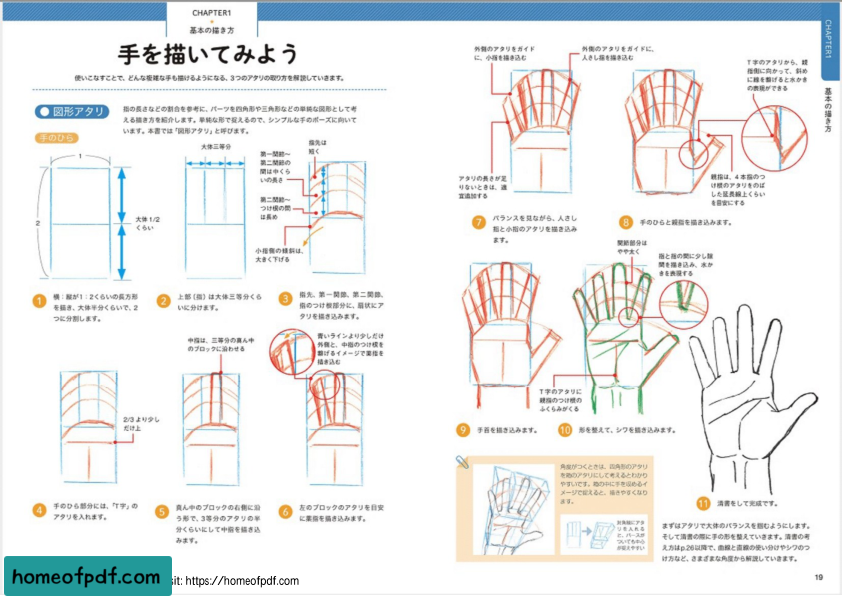 CHAPTER1
基本の描き方
手を描いてみよう
使いこなすことで、どんな複雑な手も描けるようになる、3つのアタリの取り方を解説していきます。
図形アタリ
指の長さなどの割合を参考に、パーツを四角形や三角形などの単純な図形として考
える描き方を紹介します。単純な形で捉えるので、シンプルな手のポーズに向いて
います。本書では「図形アタリ」と呼びます。
手のひら
1
2
大体1/2
くらい
1
横:縦が1:2くらいの長方形
を描き、大体半分くらいで、2
つに分割します。
大体三等分
2
上部(指)は大体三等分くら
いに分けます。
指先は
短く
第一関節〜
第二関節の
間は中くら
いの長さ
第二関節〜
つけ根の間
は長め
小指側の傾斜は、
大きく下げる
3
指先、第一関節、第二関節、
指のつけ根部分に、扇状にア
タリを描き込みます。
2/3より少し
だけ上
4
手のひら部分には、「T字」の
アタリを入れます。
中指は、三等分の真ん中
のブロックに沿わせる
5
真ん中のブロックの右側に沿
う形で、3等分のアタリの半
分くらいにして中指を描き込
みます。
青いラインより少しだけ
外側と、中指のつけ根を
繋げるイメージで薬指を
描き込む
6
左のブロックのアタリを目安
に薬指を描き込みます。
外側のアタリをガイド
に、小指を描き込む
外側のアタリをガイドに、
人さし指を描き込む
アタリの長さが足
りないときは、適
宜追加する
7
バランスを見ながら、人さし
指と小指のアタリを描き込み
ます。
T字のアタリから、親
指側に向かって、斜め
に線を繋げると水かき
の表現ができる
親指は、4本指のつ
け根のアタリをのば
した延長線上くらい
を目安にする
8
手のひらと親指を描き込みます。
9
手首を描き込みます。
関節部分は
やや太く
指と指の間に少し隙
間を描き込み、水か
きを表現する
T字のアタリに
親指のつけ根の
ふくらみがくる
10
形を整えて、シワを描き込みます。
11
清書をして完成です。
角度がつくときは、四角形のアタリ
を箱のアタリにして考えるとわかり
やすいです。箱の中に手を収めるイ
メージで捉えると、描きやすくなり
ます。
対角線にアタ
リを入れる
と、パース
がついても中心
が捉えやすい
まずはアタリで大体のバランスを掴むようにします。
そして清書の際に手の形を整えていきます。清書の考
え方はp.26以降で、曲線と直線の使い分けやシワのつ
け方など、さまざまな角度から解説していきます。
CHAPTER1
基本の描き方
19
homeofpdf.com
sit: https://homeofpdf.com